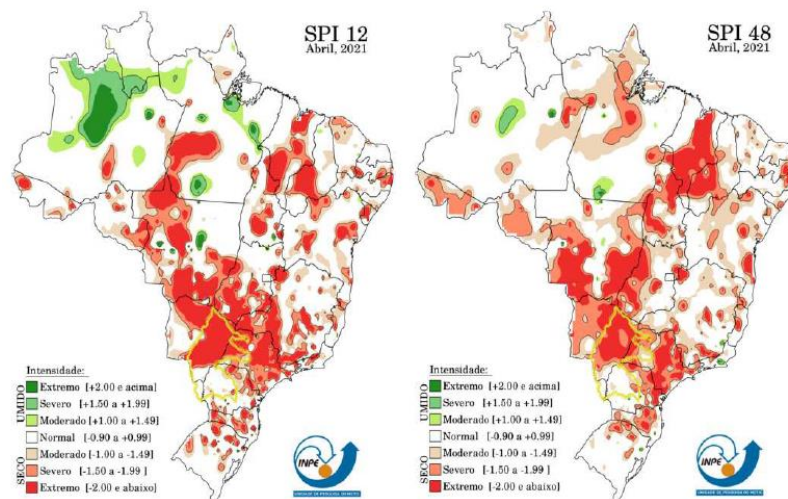 SPI 12
Abril, 2021
Intensidade:
UMIDO
Extremo [+2.00 e acima]
Severo [+1.50 a +1.99]
Moderado [+1.00 a +1.49]
Normal [-0.90 a +0.99]
SECO
Moderado [-1.00 a -1.49]
Severo [-1.50 a -1.99 ]
Extremo [-2.00 e abaixo]
INPE
SPI 48
Abril, 2021
Intensidade:
UMIDO
Extremo [+2.00 e acima]
Severo [+1.50 a +1.99]
Moderado [+1.00 a +1.49]
Normal [-0.90 a +0.99]
SECO
Moderado [-1.00 a -1.49]
Severo [-1.50 a -1.99 ]
Extremo [-2.00 e abaixo]
INPE